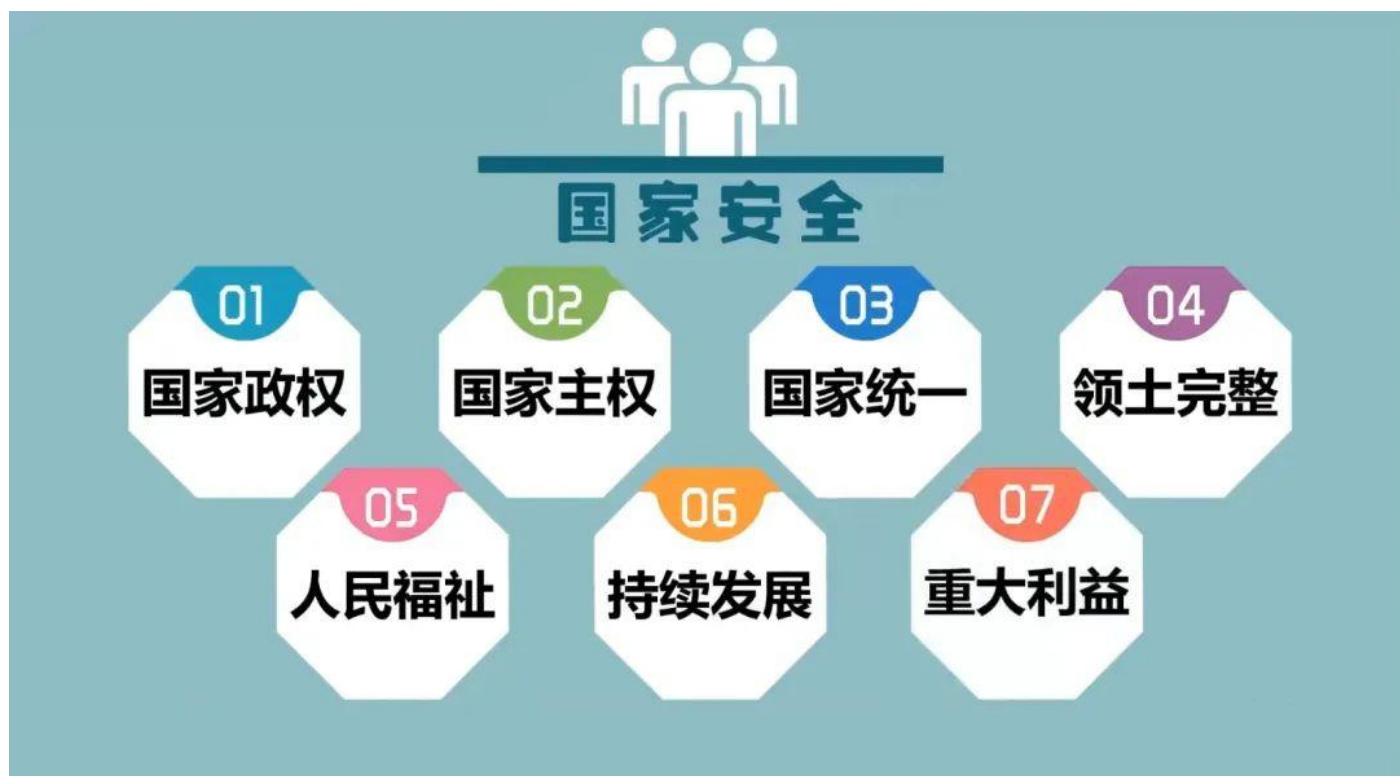 国家安全
01
国家政权
02
国家主权
03
国家统一
04
领土完整
05
人民福祉
06
持续发展
07
重大利益